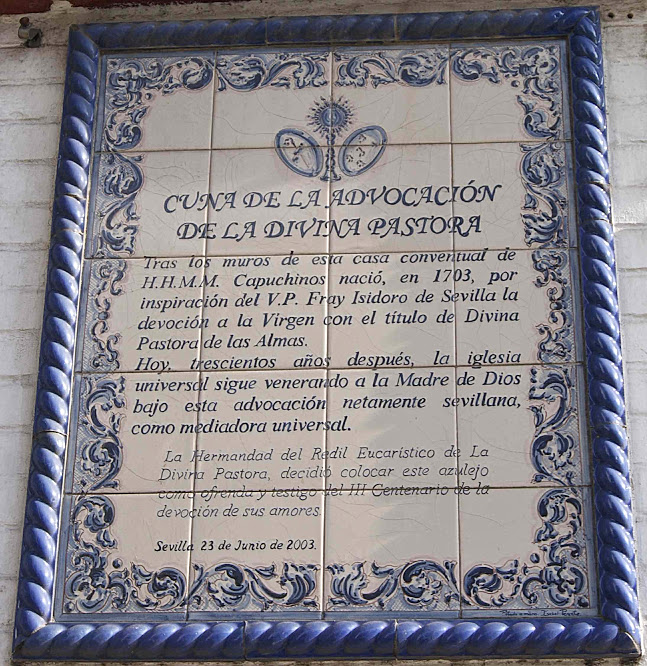 CUNA DE LA ADVOCACIÓN
DE LA DIVINA PASTORA
Tras los muros de esta casa conventual de
H.H.M.M. Capuchinos nació, en 1703, por
inspiración del V.P. Fray Isidoro de Sevilla la
devoción a la Virgen con el título de Divina
Pastora de las Almas.
Hoy, trescientos años después, la iglesia
universal sigue venerando a la Madre de Dios
bajo esta advocación netamente sevillana,
como mediadora universal.
La Hermandad del Redil Eucarístico de La
Divina Pastora, decidió colocar este azulejo
como ofrenda y testigo del III Centenario de la
devoción de sus amores.
Sevilla 23 de Junio de 2003.